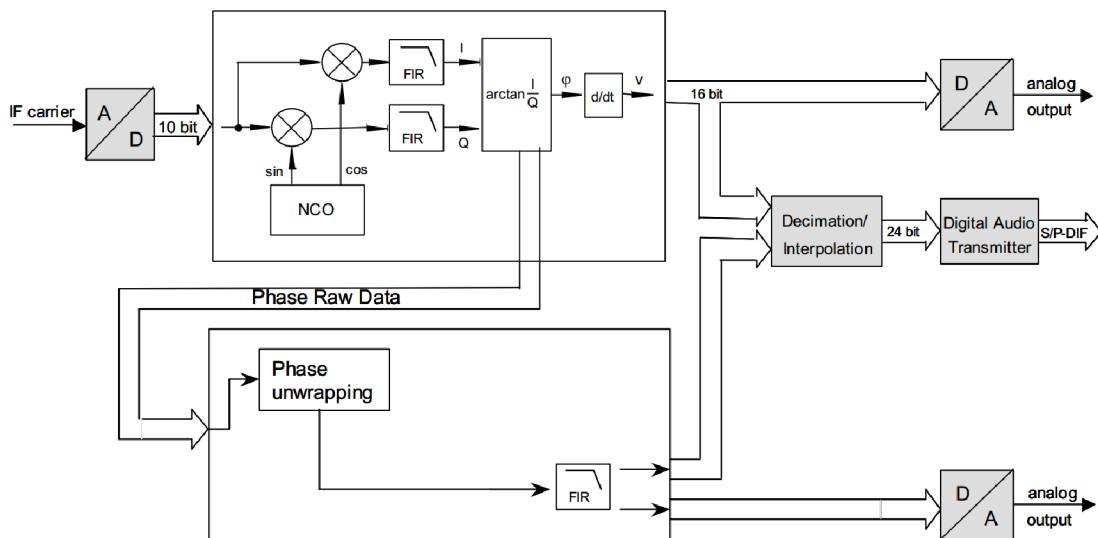 IF carrier
A
D
10 bit
sin
cos
NCO
FIR
I
FIR
Q
arctan I/Q
φ
d/dt
v
16 bit
D
A
analog
output
Decimation/
Interpolation
24 bit
Digital Audio
Transmitter
S/P-DIF
Phase Raw Data
Phase
unwrapping
FIR
D
A
analog
output